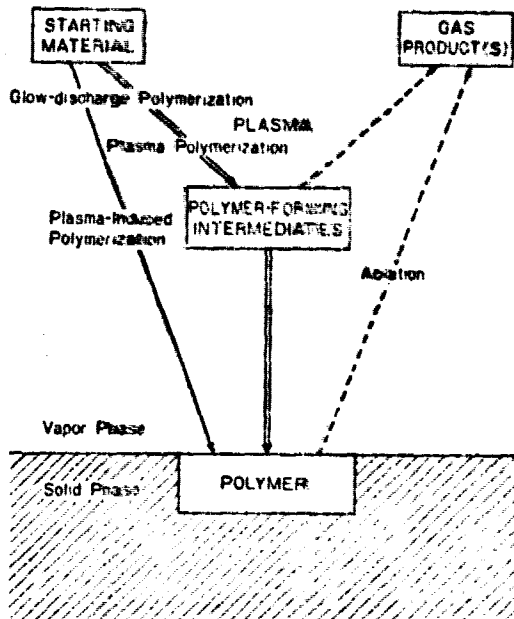 STARTING
MATERIAL
GAS
PRODUCT(S)
Glow-discharge Polymerization
PLASMA
Plasma Polymerization
POLYMER-FORMING
INTERMEDIATIES
Plasma-Induced
Polymerization
Ablation
Vapor Phase
Solid Phase
POLYMER